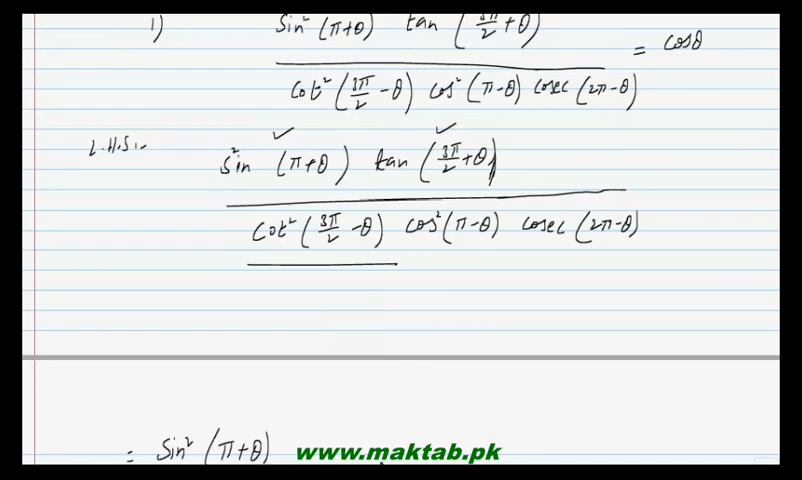 1) sin² (π+θ) tan (3π/2 + θ)
= cosθ
cot² (3π/2 - θ) cos² (π-θ) cosec (2π-θ)
L.H.S:-
sin² (π+θ) tan (3π/2 + θ)
cot² (3π/2 - θ) cos² (π-θ) cosec (2π-θ)
= sin² (π+θ)
www.maktab.pk